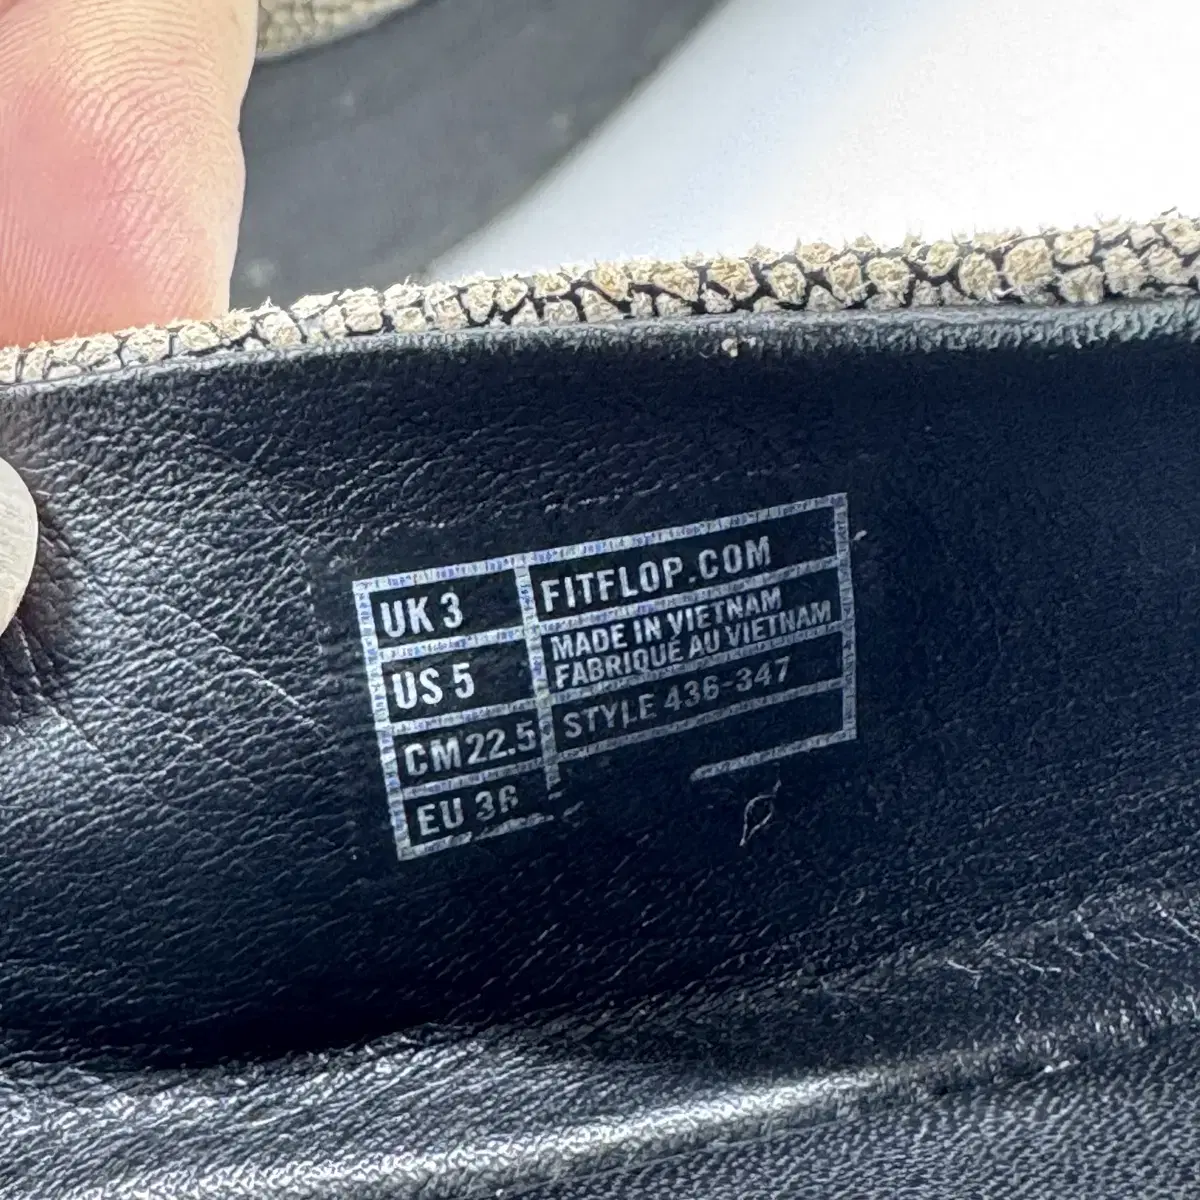 UK 3
US 5
CM 22.5
EU 36
FITFLOP.COM
MADE IN VIETNAM
FABRIQUE AU VIETNAM
STYLE 436-347